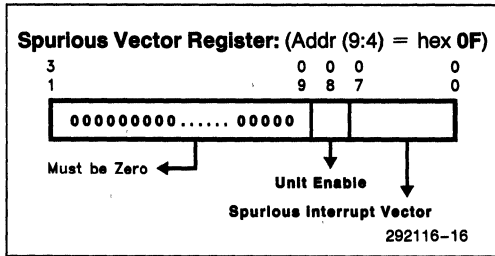 Spurious Vector Register: (Addr (9:4) = hex 0F)
3 0 0 0 0
1 9 8 7 0
000000000...... 00000
Must be Zero
Unit Enable
Spurious Interrupt Vector
292116-16